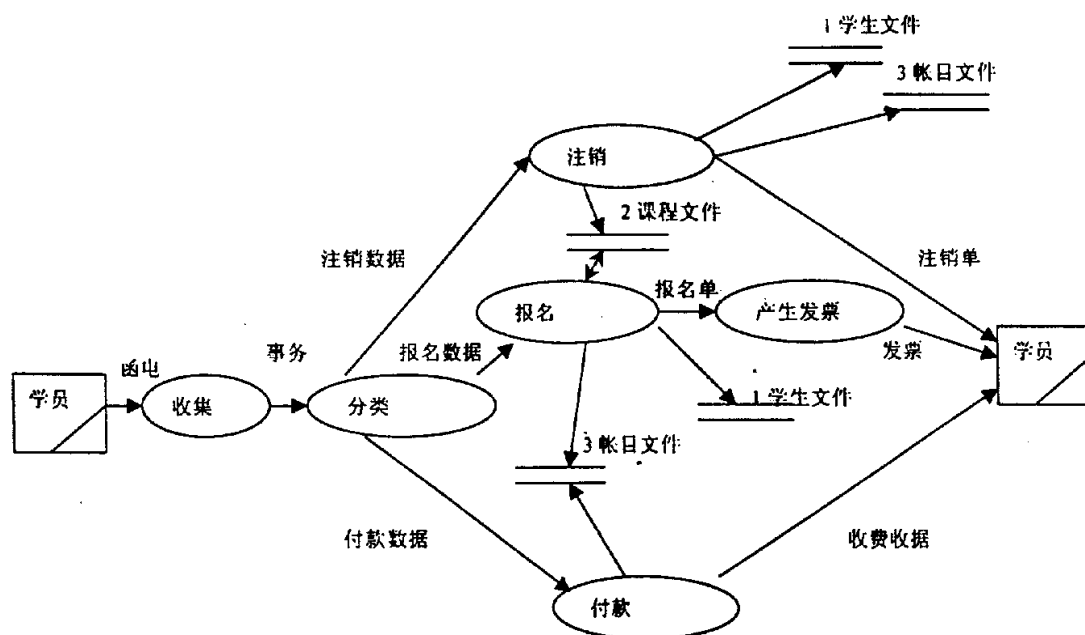 1 学生文件
3 帐目文件
注销
2 课程文件
注销数据
注销单
报名单
报名
产生发票
事务
报名数据
发票
学员
函电
学员
收集
分类
1 学生文件
3 帐目文件
付款数据
收费收据
付款